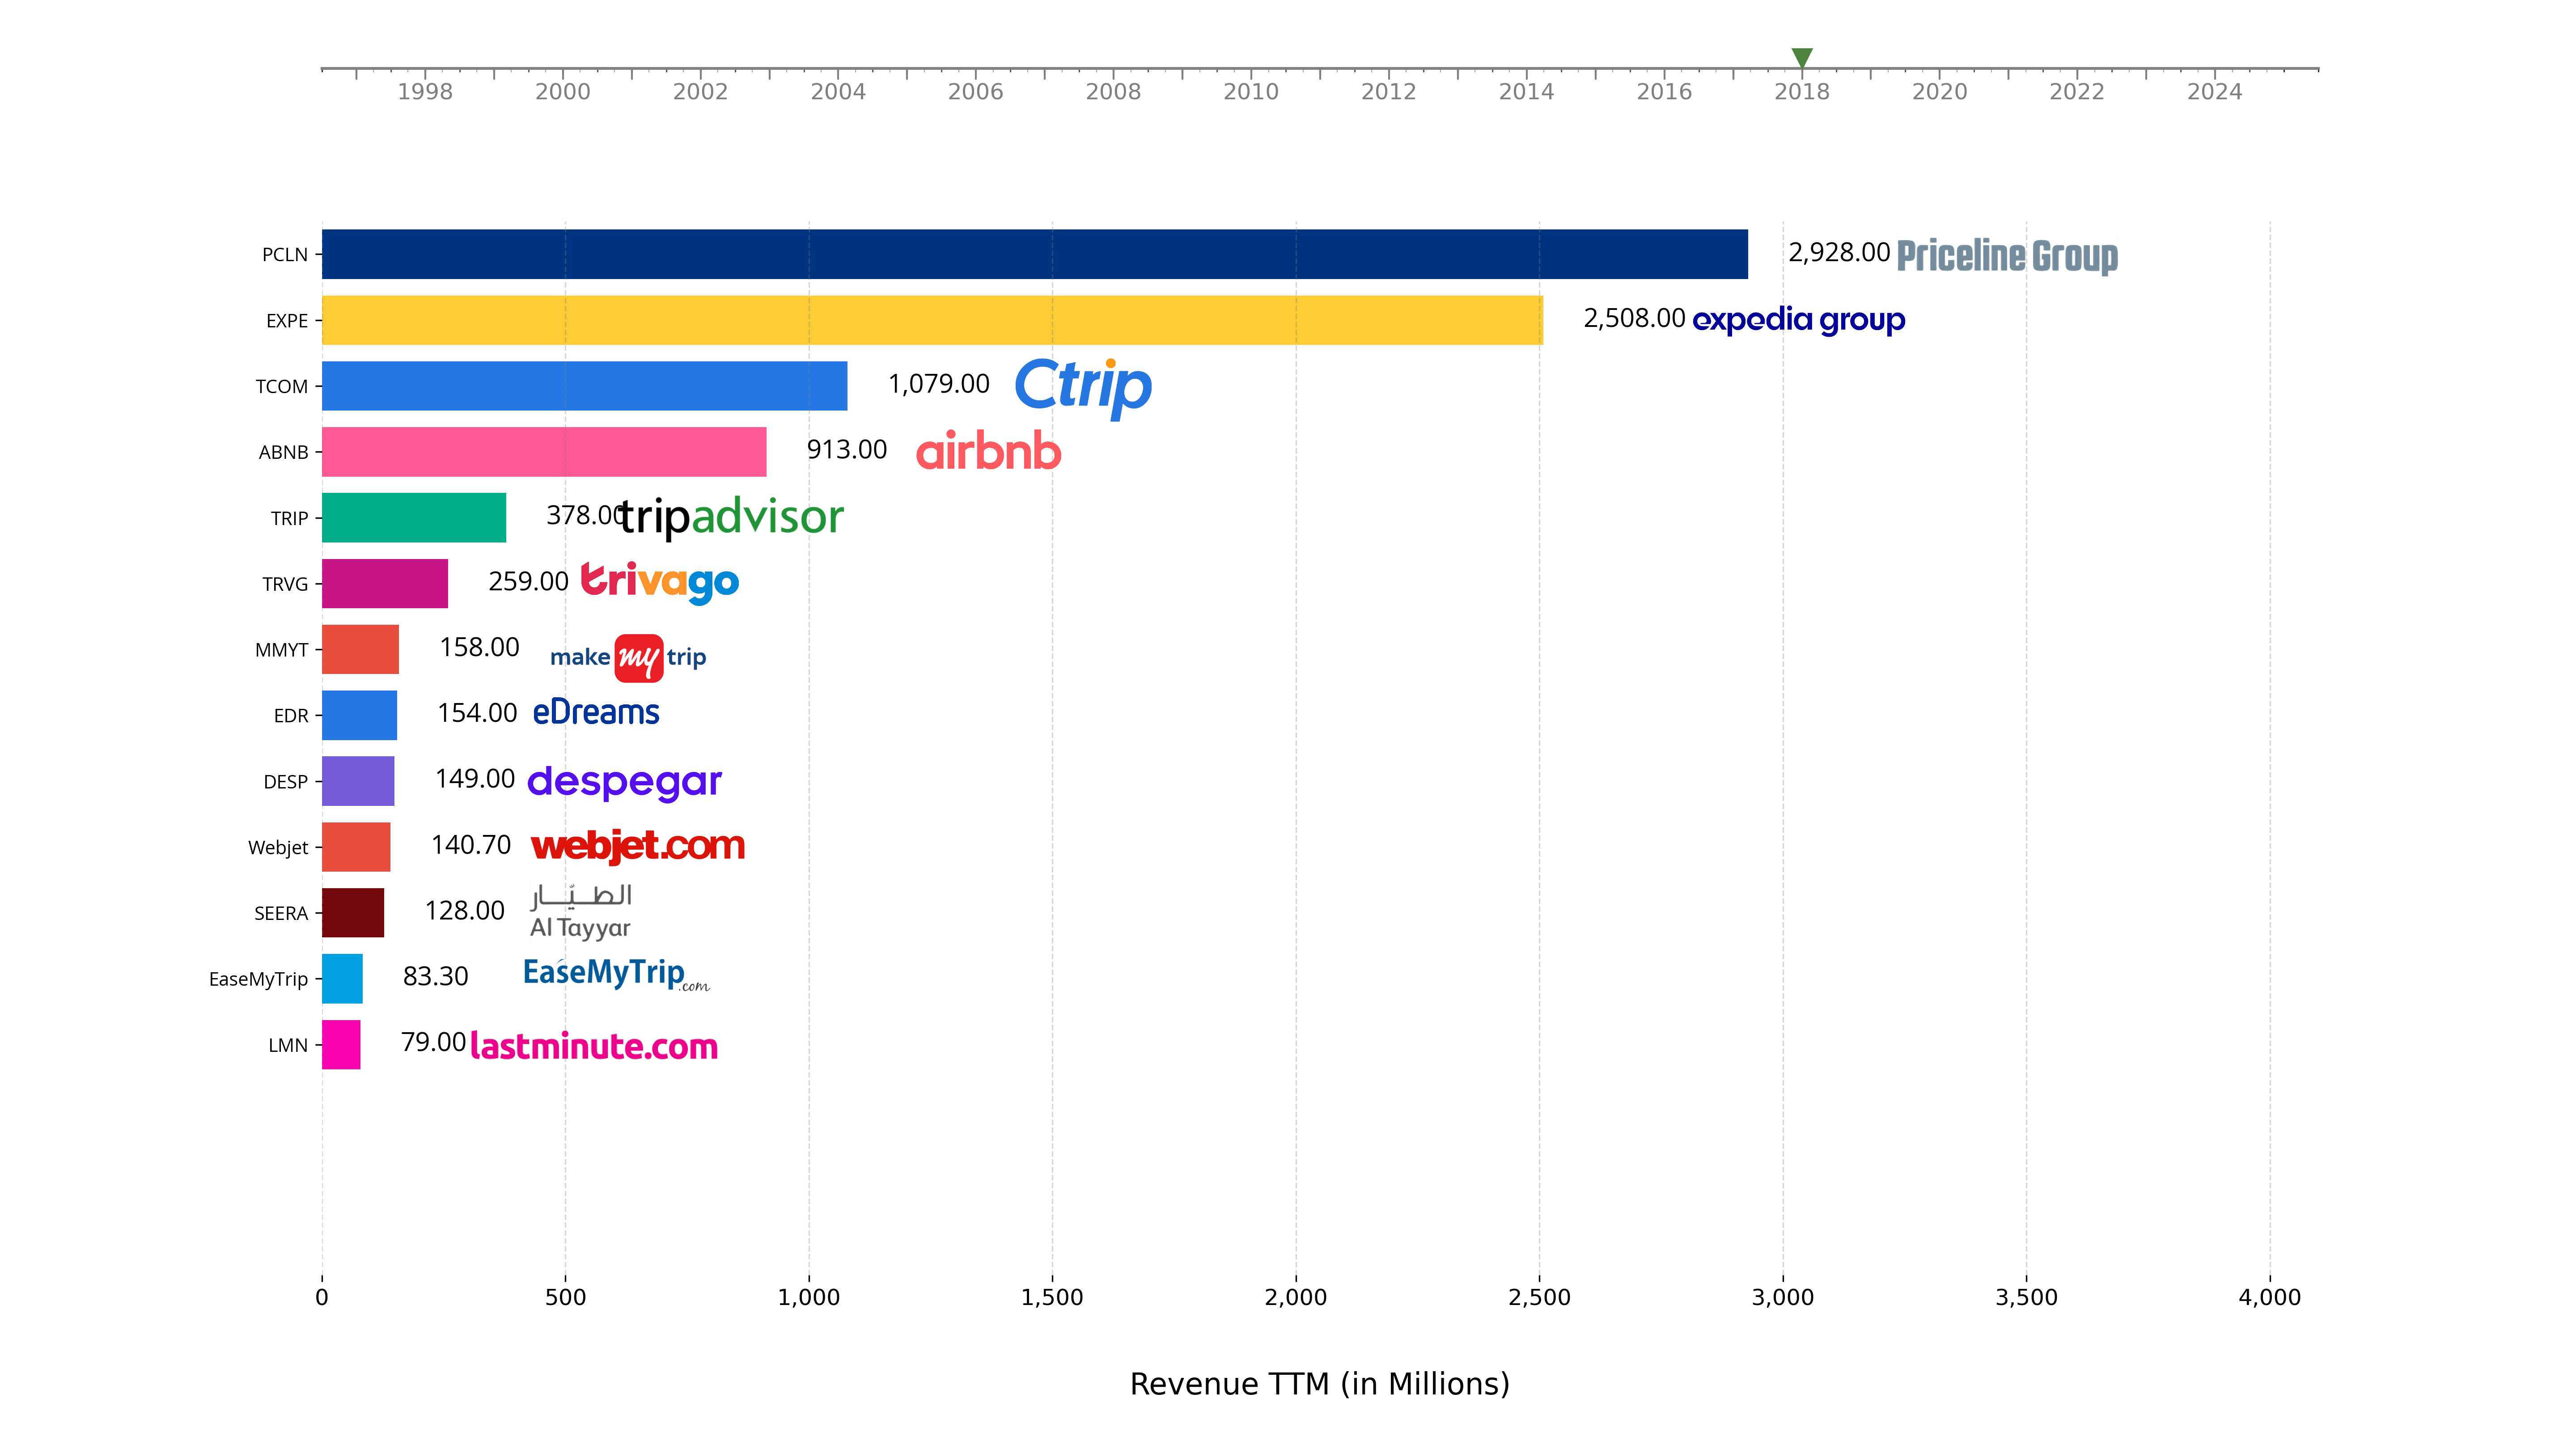 1998 2000 2002 2004 2006 2008 2010 2012 2014 2016 2018 2020 2022 2024
PCLN 2,928.00 Priceline Group
EXPE 2,508.00 expedia group
TCOM 1,079.00 Ctrip
ABNB 913.00 airbnb
TRIP 378.00 tripadvisor
TRVG 259.00 trivago
MMYT 158.00 make my trip
EDR 154.00 eDreams
DESP 149.00 despegar
Webjet 140.70 webjet.com
SEERA 128.00 الطيّار
Al Tayyar
EaseMyTrip 83.30 EaseMyTrip.com
LMN 79.00 lastminute.com
0 500 1,000 1,500 2,000 2,500 3,000 3,500 4,000
Revenue TTM (in Millions)